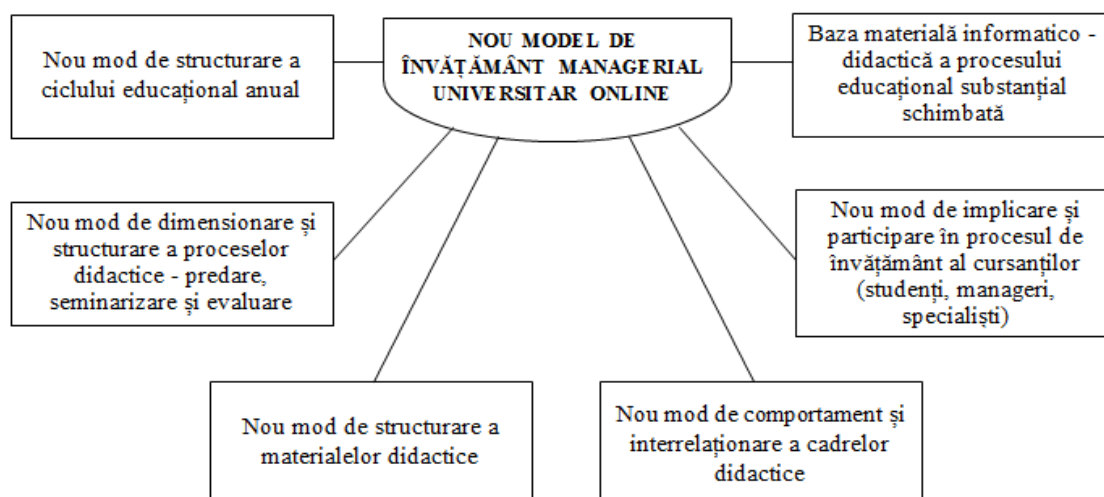 NOU MODEL DE
ÎNVĂȚĂMÂNT MANAGERIAL
UNIVERSITAR ONLINE
Nou mod de structurare a
ciclului educațional anual
Baza materială informatico -
didactică a procesului
educațional substanțial
schimbată
Nou mod de dimensionare și
structurare a proceselor
didactice - predare,
seminarizare și evaluare
Nou mod de implicare și
participare în procesul de
învățământ al cursanților
(studenți, manageri,
specialiști)
Nou mod de structurare a
materialelor didactice
Nou mod de comportament și
interrelaționare a cadrelor
didactice